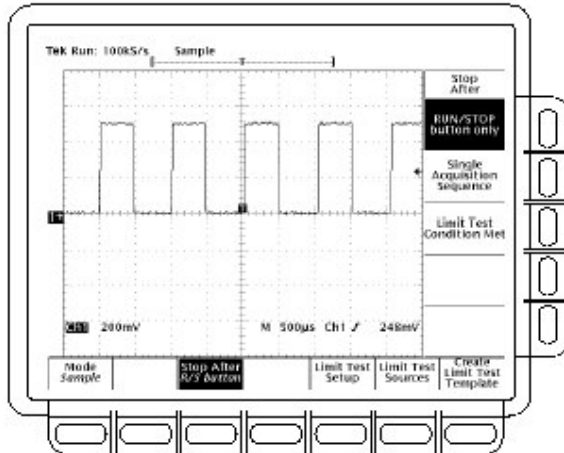 Tek Run: 100kS/s Sample
T
Stop
After
RUN/STOP
button only
Single
Acquisition
Sequence
Limit Test
Condition Met
T
1
Ch1 200mV M 500µs Ch1 248mV
Mode
Sample
Stop After
R/S button
Limit Test
Setup
Limit Test
Sources
Create
Limit Test
Template